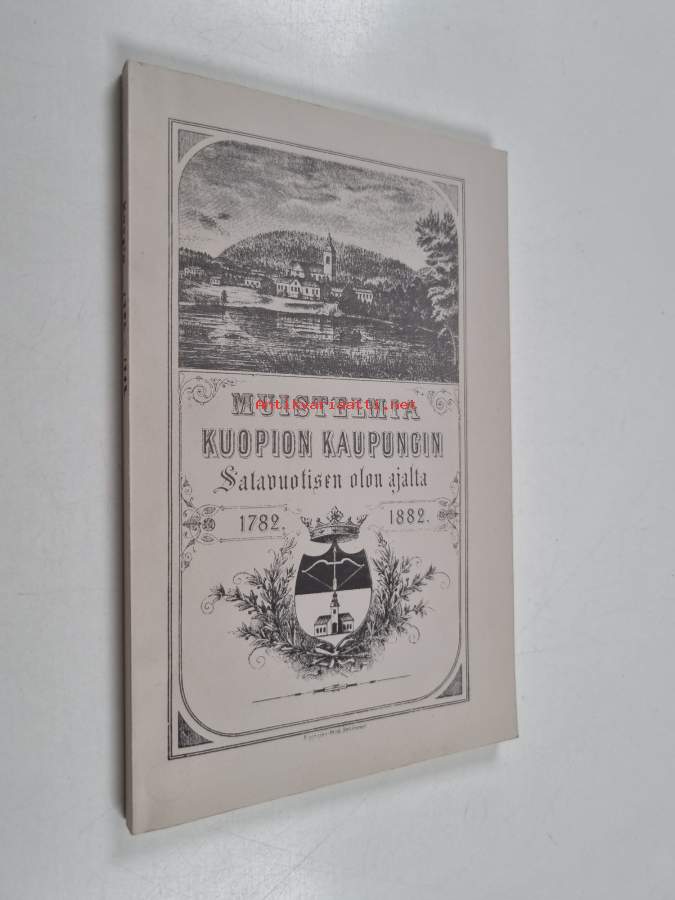 MUISTELMIA
Antikvariaatti.net
KUOPION KAUPUNGIN
Satavuotisen olon ajalta
1782. 1882.